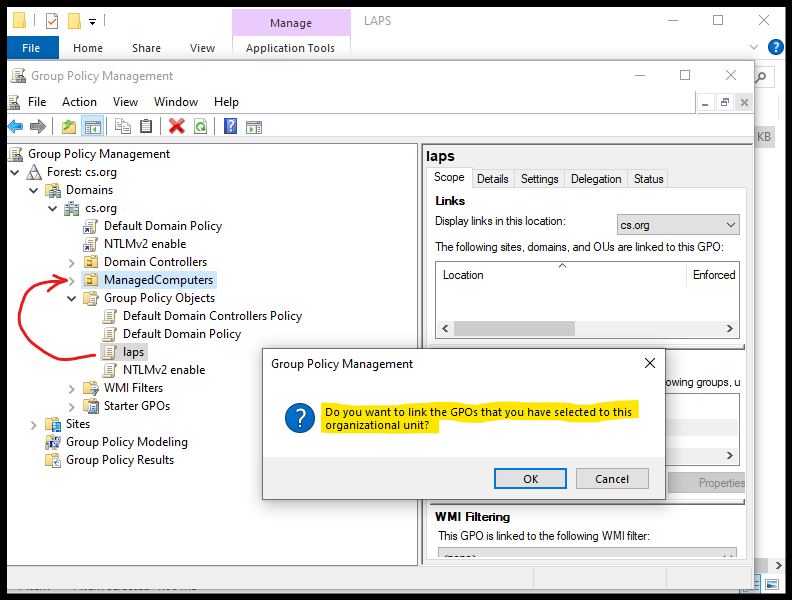 Manage
LAPS
File
Home
Share
View
Application Tools
Group Policy Management
File
Action
View
Window
Help
KB
Group Policy Management
Forest: cs.org
Domains
cs.org
Default Domain Policy
NTLMv2 enable
Domain Controllers
ManagedComputers
Group Policy Objects
Default Domain Controllers Policy
Default Domain Policy
laps
NTLMv2 enable
WMI Filters
Starter GPOs
Sites
Group Policy Modeling
Group Policy Results
laps
Scope
Details
Settings
Delegation
Status
Links
Display links in this location:
cs.org
The following sites, domains, and OUs are linked to this GPO:
Location
Enforced
Group Policy Management
Do you want to link the GPOs that you have selected to this
organizational unit?
OK
Cancel
owing groups, u
Properties
WMI Filtering
This GPO is linked to the following WMI filter: